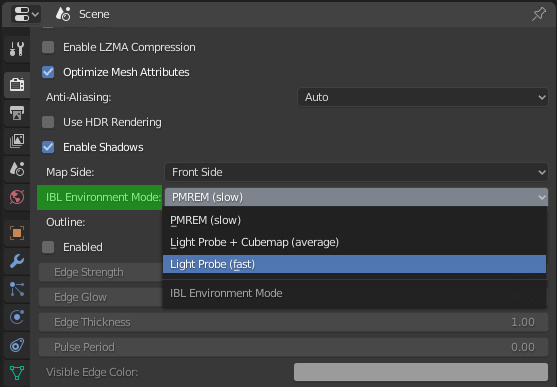 Scene
Enable LZMA Compression
Optimize Mesh Attributes
Anti-Aliasing: Auto
Use HDR Rendering
Enable Shadows
Map Side: Front Side
IBL Environment Mode: PMREM (slow)
PMREM (slow)
Outline:
Light Probe + Cubemap (average)
Enabled
Light Probe (fast)
Edge Strength
IBL Environment Mode
Edge Glow
Edge Thickness 1.00
Pulse Period 0.00
Visible Edge Color: